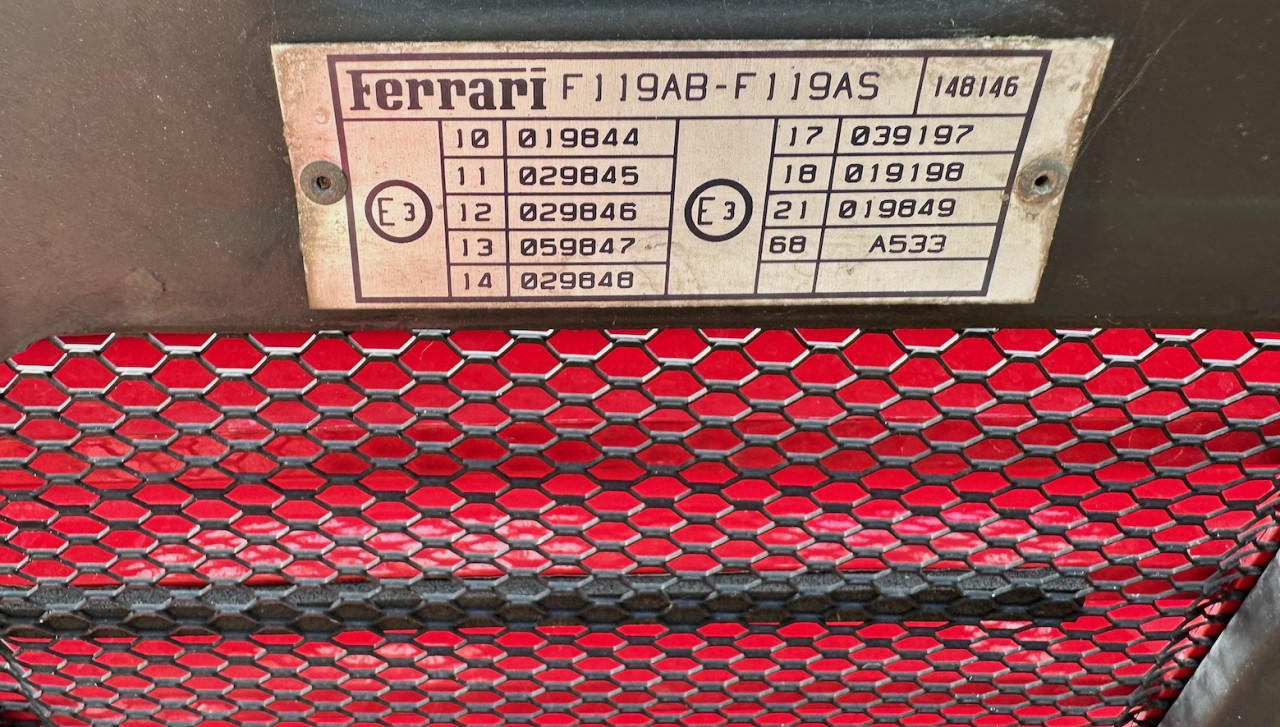 Ferrari F119AB-F119AS 148146
10 019844 17 039197
11 029845 18 019198
E3 12 029846 E3 21 019849
13 059847 68 A533
14 029848